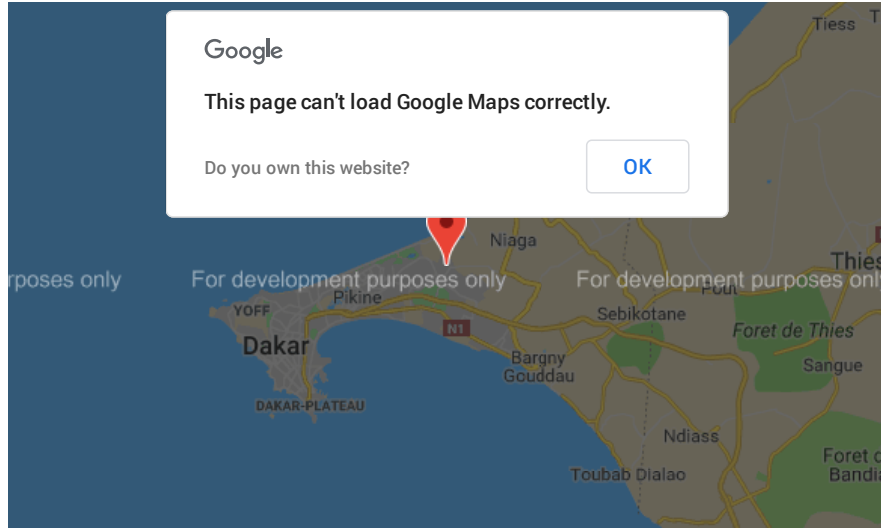 Google
This page can't load Google Maps correctly.
Do you own this website?
OK
Tiess
T
Niaga
Thies
rposes only
For development purposes only
For development purposes onl
Pikine
Pout
YOFF
Sebikotane
N1
Foret de Thies
Dakar
Bargny
Gouddau
Sangue
DAKAR-PLATEAU
Ndiass
Foret d
Bandi
Toubab Dialao